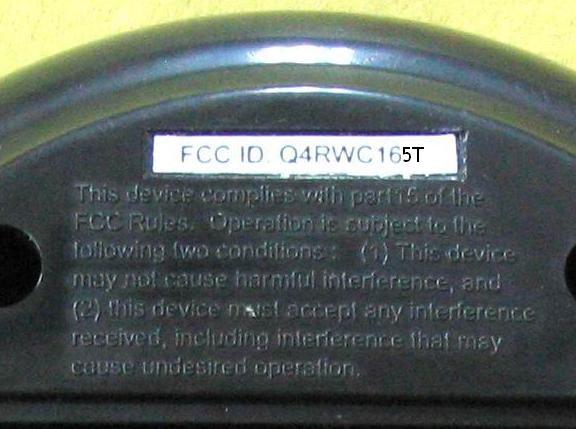 FCC ID: Q4RWC165T
This device complies with part15 of the
FCC Rules. Operation is subject to the
following two conditions : (1) This device
may not cause harmful interference, and
(2) this device must accept any interference
received, including interference that may
cause undesired operation.